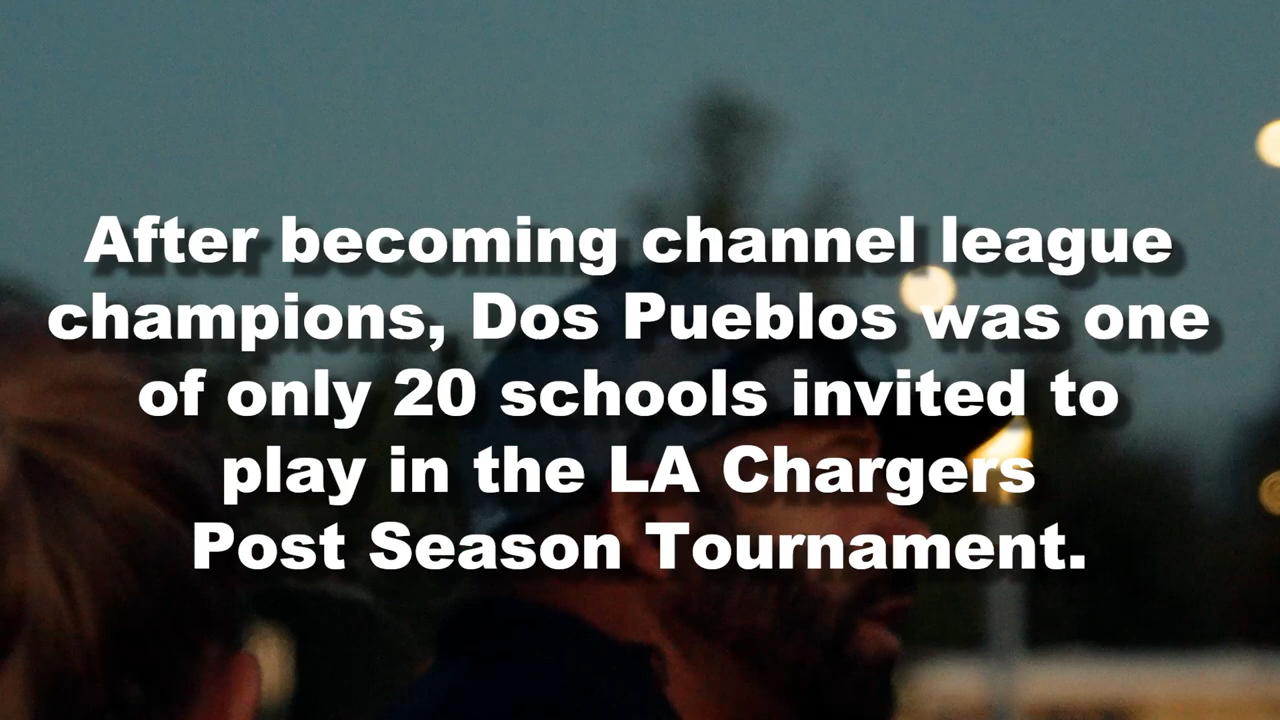 After becoming channel league
champions, Dos Pueblos was one
of only 20 schools invited to
play in the LA Chargers
Post Season Tournament.